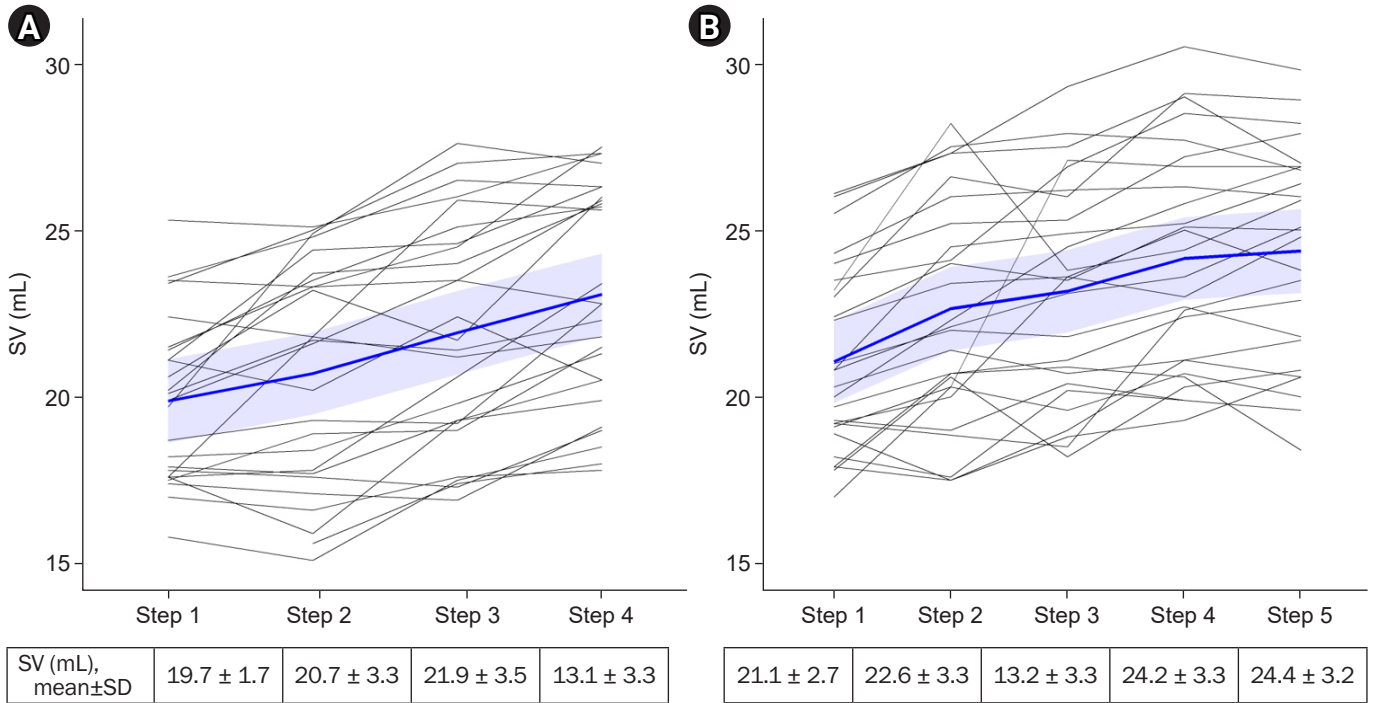 A
SV (mL)
30
25
20
15
Step 1 Step 2 Step 3 Step 4
SV (mL),
mean±SD
19.7 ± 1.7 20.7 ± 3.3 21.9 ± 3.5 13.1 ± 3.3
B
SV (mL)
30
25
20
15
Step 1 Step 2 Step 3 Step 4 Step 5
21.1 ± 2.7 22.6 ± 3.3 13.2 ± 3.3 24.2 ± 3.3 24.4 ± 3.2